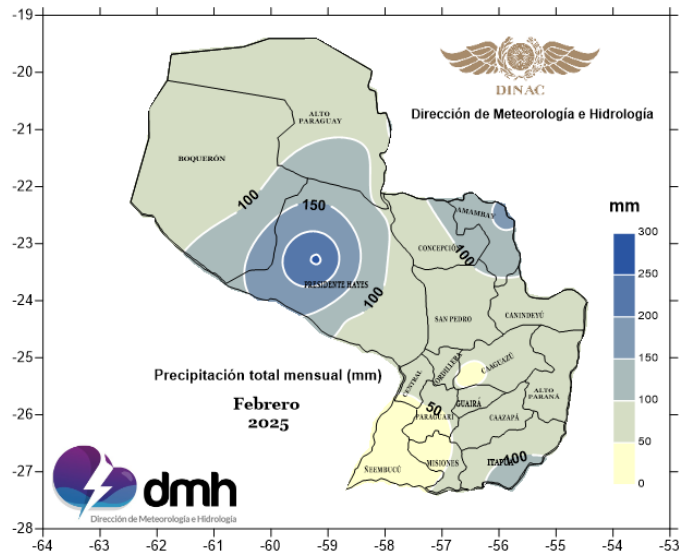 -19
-20
-21
-22
-23
-24
-25
-26
-27
-28
-64
-63
-62
-61
-60
-59
-58
-57
-56
-55
-54
-53
DINAC
Dirección de Meteorología e Hidrología
ALTO
PARAGUAY
BOQUERÓN
100
150
AMAMBAY
CONCEPCIÓN
100
PRESIDENTE HAYES
100
SAN PEDRO
CANINDEYÚ
CORDILLERA
CAAGUAZÚ
CENTRAL
ALTO
PARANÁ
50
PARAGUARÍ
GUAIRÁ
CAAZAPÁ
ÑEEMBUCÚ
MISIONES
100
mm
300
250
200
150
100
50
0
Precipitación total mensual (mm)
Febrero
2025
dmh
Dirección de Meteorología e Hidrología